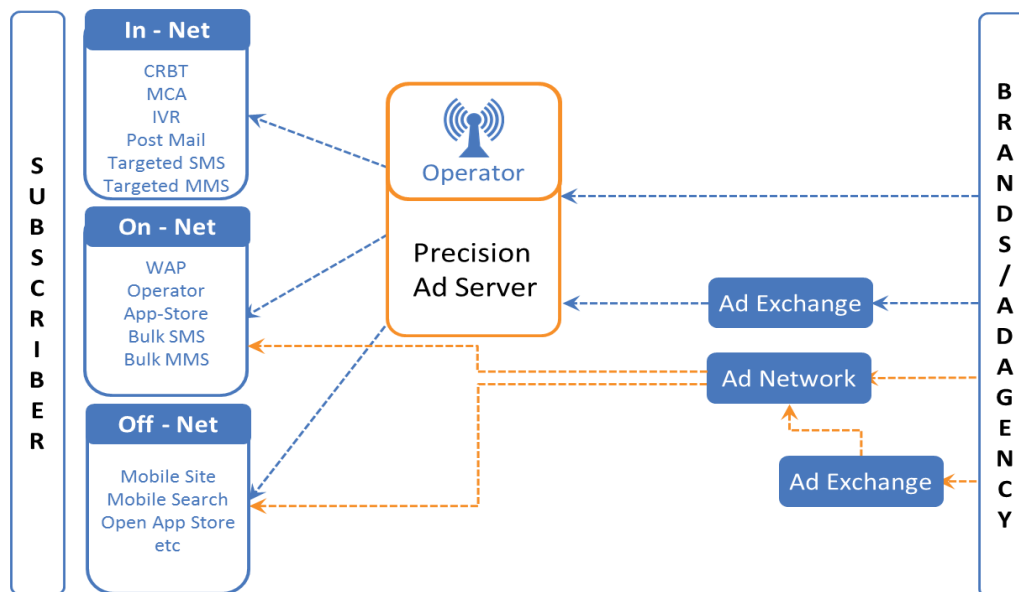 SUBSCRIBER
In - Net
CRBT
MCA
IVR
Post Mail
Targeted SMS
Targeted MMS
On - Net
WAP
Operator
App-Store
Bulk SMS
Bulk MMS
Off - Net
Mobile Site
Mobile Search
Open App Store
etc
Operator
Precision
Ad Server
Ad Exchange
Ad Network
Ad Exchange
BRANDS/ADAGENCY